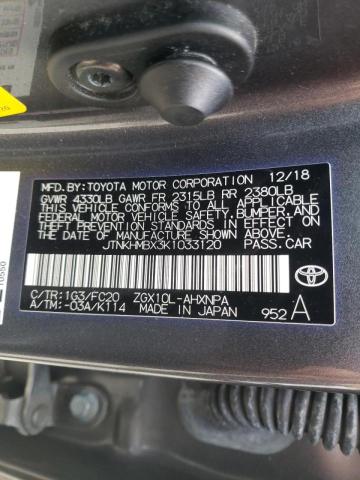 MFD. BY: TOYOTA MOTOR CORPORATION 12/18
GVWR 4330LB GAWR FR 2315LB RR 2380LB
THIS VEHICLE CONFORMS TO ALL APPLICABLE
FEDERAL MOTOR VEHICLE SAFETY, BUMPER, AND
THEFT PREVENTION STANDARDS IN EFFECT ON
THE DATE OF MANUFACTURE SHOWN ABOVE.
JTNKHMBX3K1033120 PASS. CAR
C/TR: 1G3/FC20 ZGX10L-AHXNPA
A/TM: -03A/K114 MADE IN JAPAN 952 A
TOYOTA